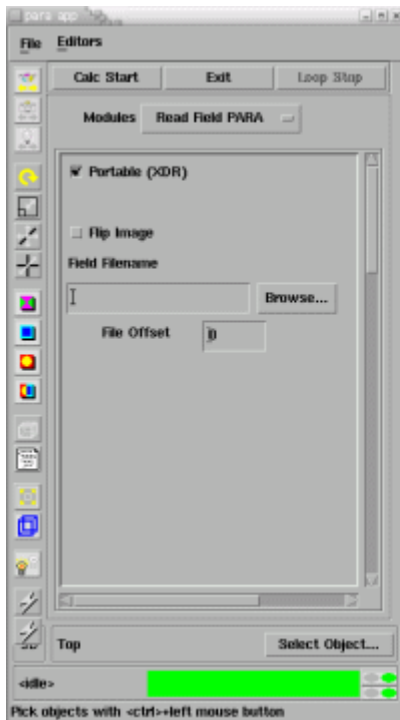 para app
File Editors
Calc Start Exit Loop Stop
Modules Read Field PARA
Portable (XDR)
Flip Image
Field Filename
Browse...
File Offset 0
Top Select Object...
<idle>
Pick objects with <ctrl>+left mouse button